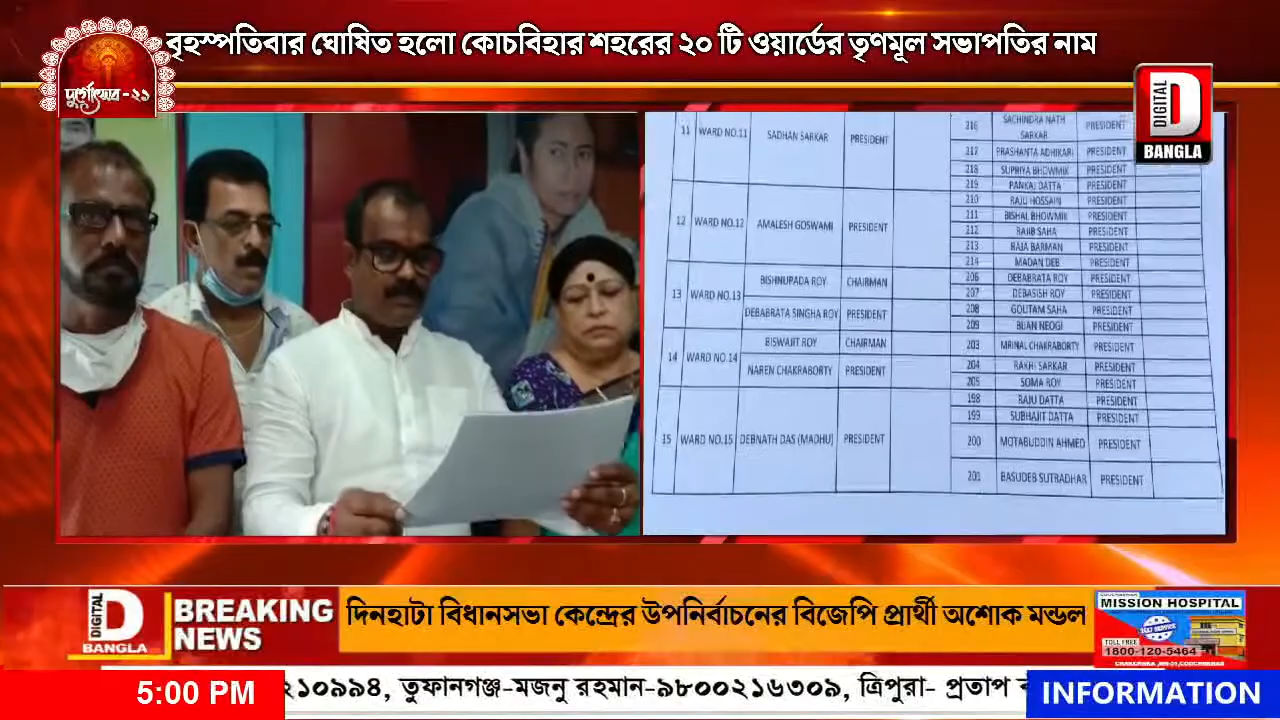 বৃহস্পতিবার ঘোষিত হলো কোচবিহার শহরের ২০ টি ওয়ার্ডের তৃণমূল সভাপতির নাম
দুর্গোৎসব - ২১
DIGITAL
D
BANGLA
11 WARD NO.11 SADHAN SARKAR PRESIDENT
12 WARD NO.12 AMALESH GOSWAMI PRESIDENT
13 WARD NO.13 BISHNUPADA ROY CHAIRMAN
DEBABRATA SINGHA ROY PRESIDENT
14 WARD NO.14 BISWAJIT ROY CHAIRMAN
NAREN CHAKRABORTY PRESIDENT
15 WARD NO.15 DEBNATH DAS (MADHU) PRESIDENT
216 SACHINDRA NATH SARKAR PRESIDENT
217 PRASHANTA ADHIKARI PRESIDENT
218 SUPRIYA BHOWMIK PRESIDENT
219 PANKAJ DATTA PRESIDENT
210 RAJU HOSSAIN PRESIDENT
211 BISHAL BHOWMIK PRESIDENT
212 RAJIB SAHA PRESIDENT
213 RAJA BARMAN PRESIDENT
214 MADAN DEB PRESIDENT
206 DEBABRATA ROY PRESIDENT
207 DEBASISH ROY PRESIDENT
208 GOUTAM SAHA PRESIDENT
209 BIJAN NEOGI PRESIDENT
203 MRINAL CHAKRABORTY PRESIDENT
204 RAKHI SARKAR PRESIDENT
205 SOMA ROY PRESIDENT
198 RAJU DATTA PRESIDENT
199 SUBHAJIT DATTA PRESIDENT
200 MOTABUDDIN AHMED PRESIDENT
201 BASUDEB SUTRADHAR PRESIDENT
DIGITAL
D
BANGLA
BREAKING
NEWS
দিনহাটা বিধানসভা কেন্দ্রের উপনির্বাচনের বিজেপি প্রার্থী অশোক মন্ডল
MISSION HOSPITAL
24X7 SERVICE
TOLL FREE
1800-120-5464
5:00 PM
২১০৯৯৪, তুফানগঞ্জ-মজনু রহমান-৯৮০০২১৬৩০৯, ত্রিপুরা- প্রতাপ
INFORMATION